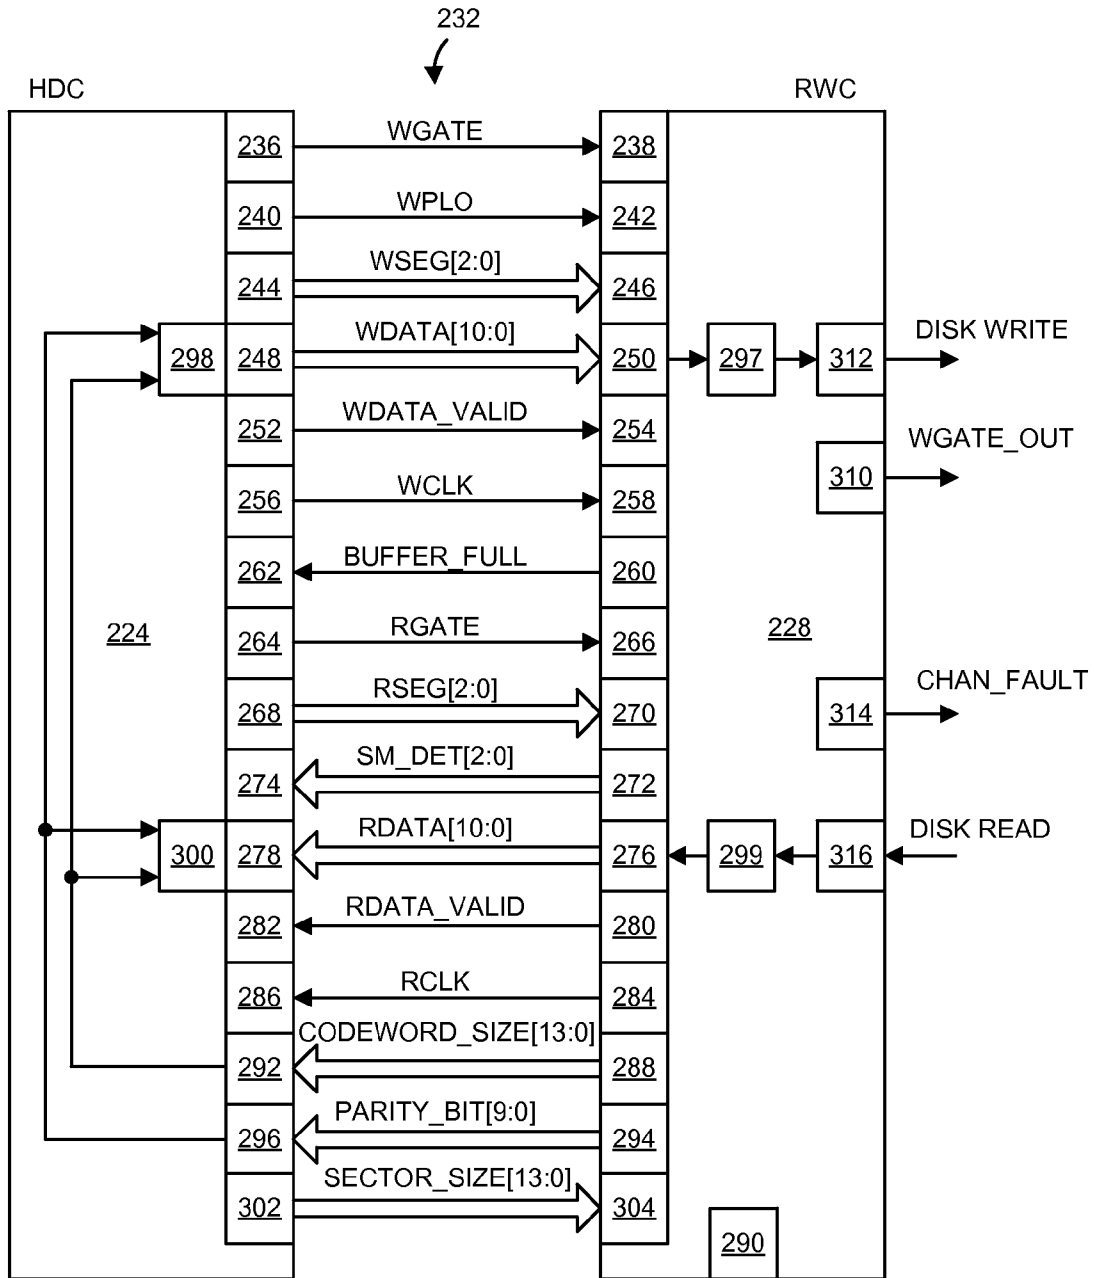 232
HDC
RWC
236 WGATE 238
240 WPLO 242
244 WSEG[2:0] 246
298 248 WDATA[10:0] 250 297 312 DISK WRITE
252 WDATA_VALID 254
WGATE_OUT
310
256 WCLK 258
262 BUFFER_FULL 260
224
264 RGATE 266
228
268 RSEG[2:0] 270
314 CHAN_FAULT
274 SM_DET[2:0] 272
300 278 RDATA[10:0] 276 299 316 DISK READ
282 RDATA_VALID 280
286 RCLK 284
292 CODEWORD_SIZE[13:0] 288
296 PARITY_BIT[9:0] 294
302 SECTOR_SIZE[13:0] 304
290